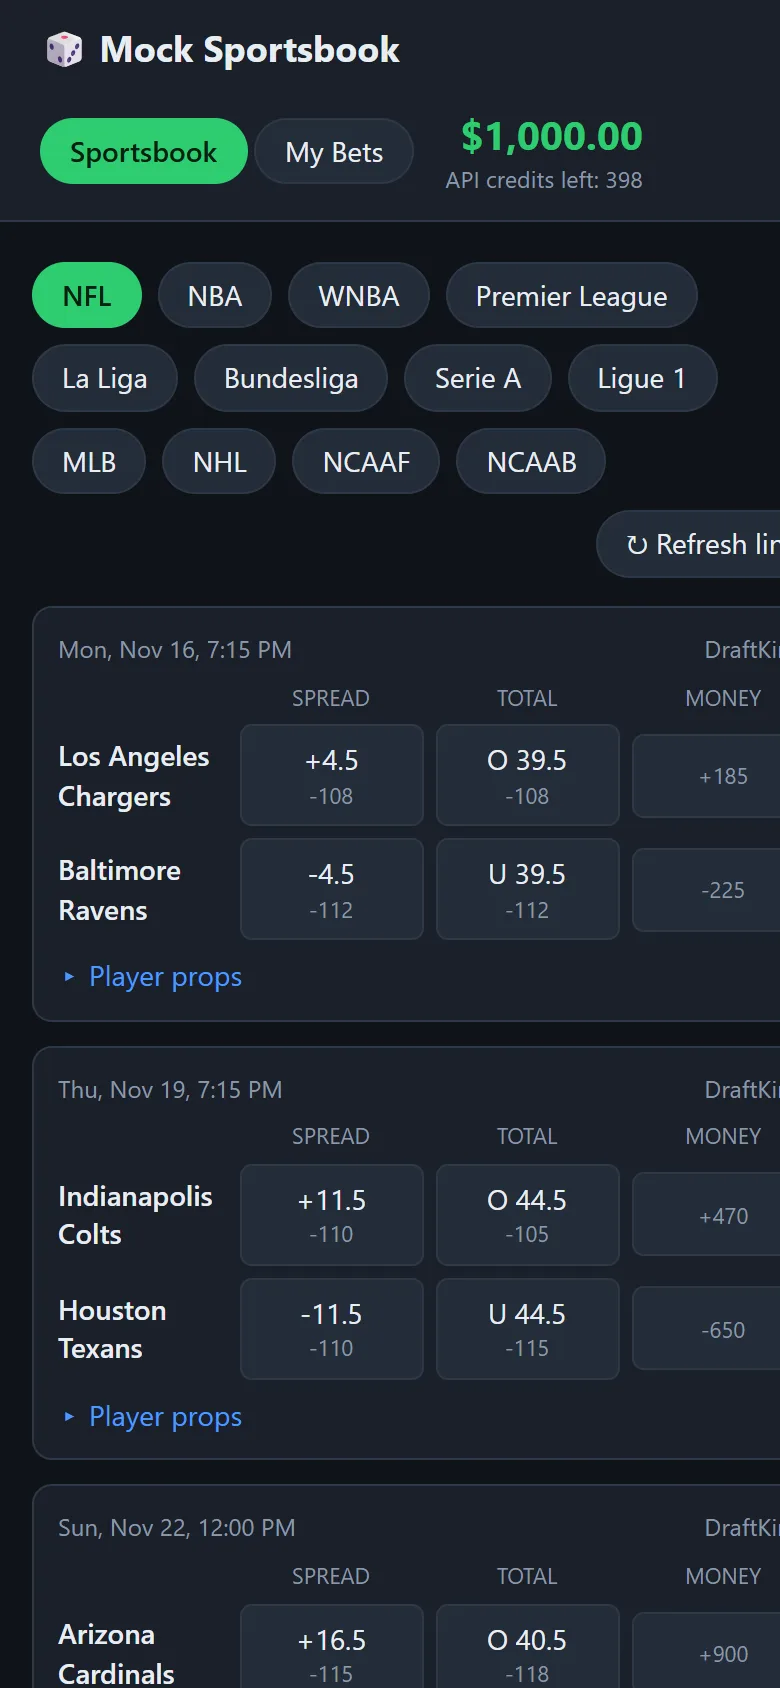 Mock Sportsbook
Sportsbook
My Bets
$1,000.00
API credits left: 398
NFL
NBA
WNBA
Premier League
La Liga
Bundesliga
Serie A
Ligue 1
MLB
NHL
NCAAF
NCAAB
↻ Refresh
Mon, Nov 16, 7:15 PM
SPREAD TOTAL MONEY
Los Angeles
Chargers
+4.5
-108
O 39.5
-108
+185
Baltimore
Ravens
-4.5
-112
U 39.5
-112
-225
▸ Player props
Thu, Nov 19, 7:15 PM
SPREAD TOTAL MONEY
Indianapolis
Colts
+11.5
-110
O 44.5
-105
+470
Houston
Texans
-11.5
-110
U 44.5
-115
-650
▸ Player props
Sun, Nov 22, 12:00 PM
SPREAD TOTAL MONEY
Arizona
Cardinals
+16.5
-115
O 40.5
-118
+900